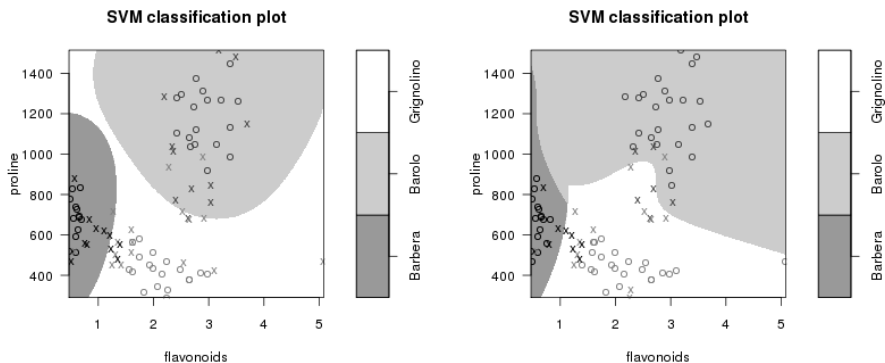 SVM classification plot
proline
1400
1200
1000
800
600
400
1 2 3 4 5
flavonoids
Grignolino
Barolo
Barbera
SVM classification plot
proline
1400
1200
1000
800
600
400
1 2 3 4 5
flavonoids
Grignolino
Barolo
Barbera